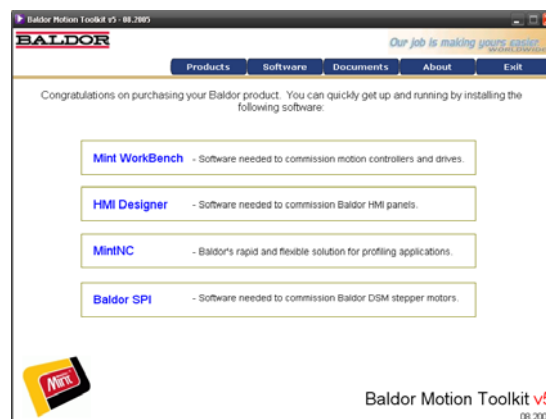 Baldor Motion Toolkit v5 - 08.2005
BALDOR
Our job is making yours easier
WORLDWIDE
Products Software Documents About Exit
Congratulations on purchasing your Baldor product. You can quickly get up and running by installing the
following software:
Mint WorkBench - Software needed to commission motion controllers and drives.
HMI Designer - Software needed to commission Baldor HMI panels.
MintNC - Baldor's rapid and flexible solution for profiling applications.
Baldor SPI - Software needed to commission Baldor DSM stepper motors.
Mint
Baldor Motion Toolkit v5
08.200